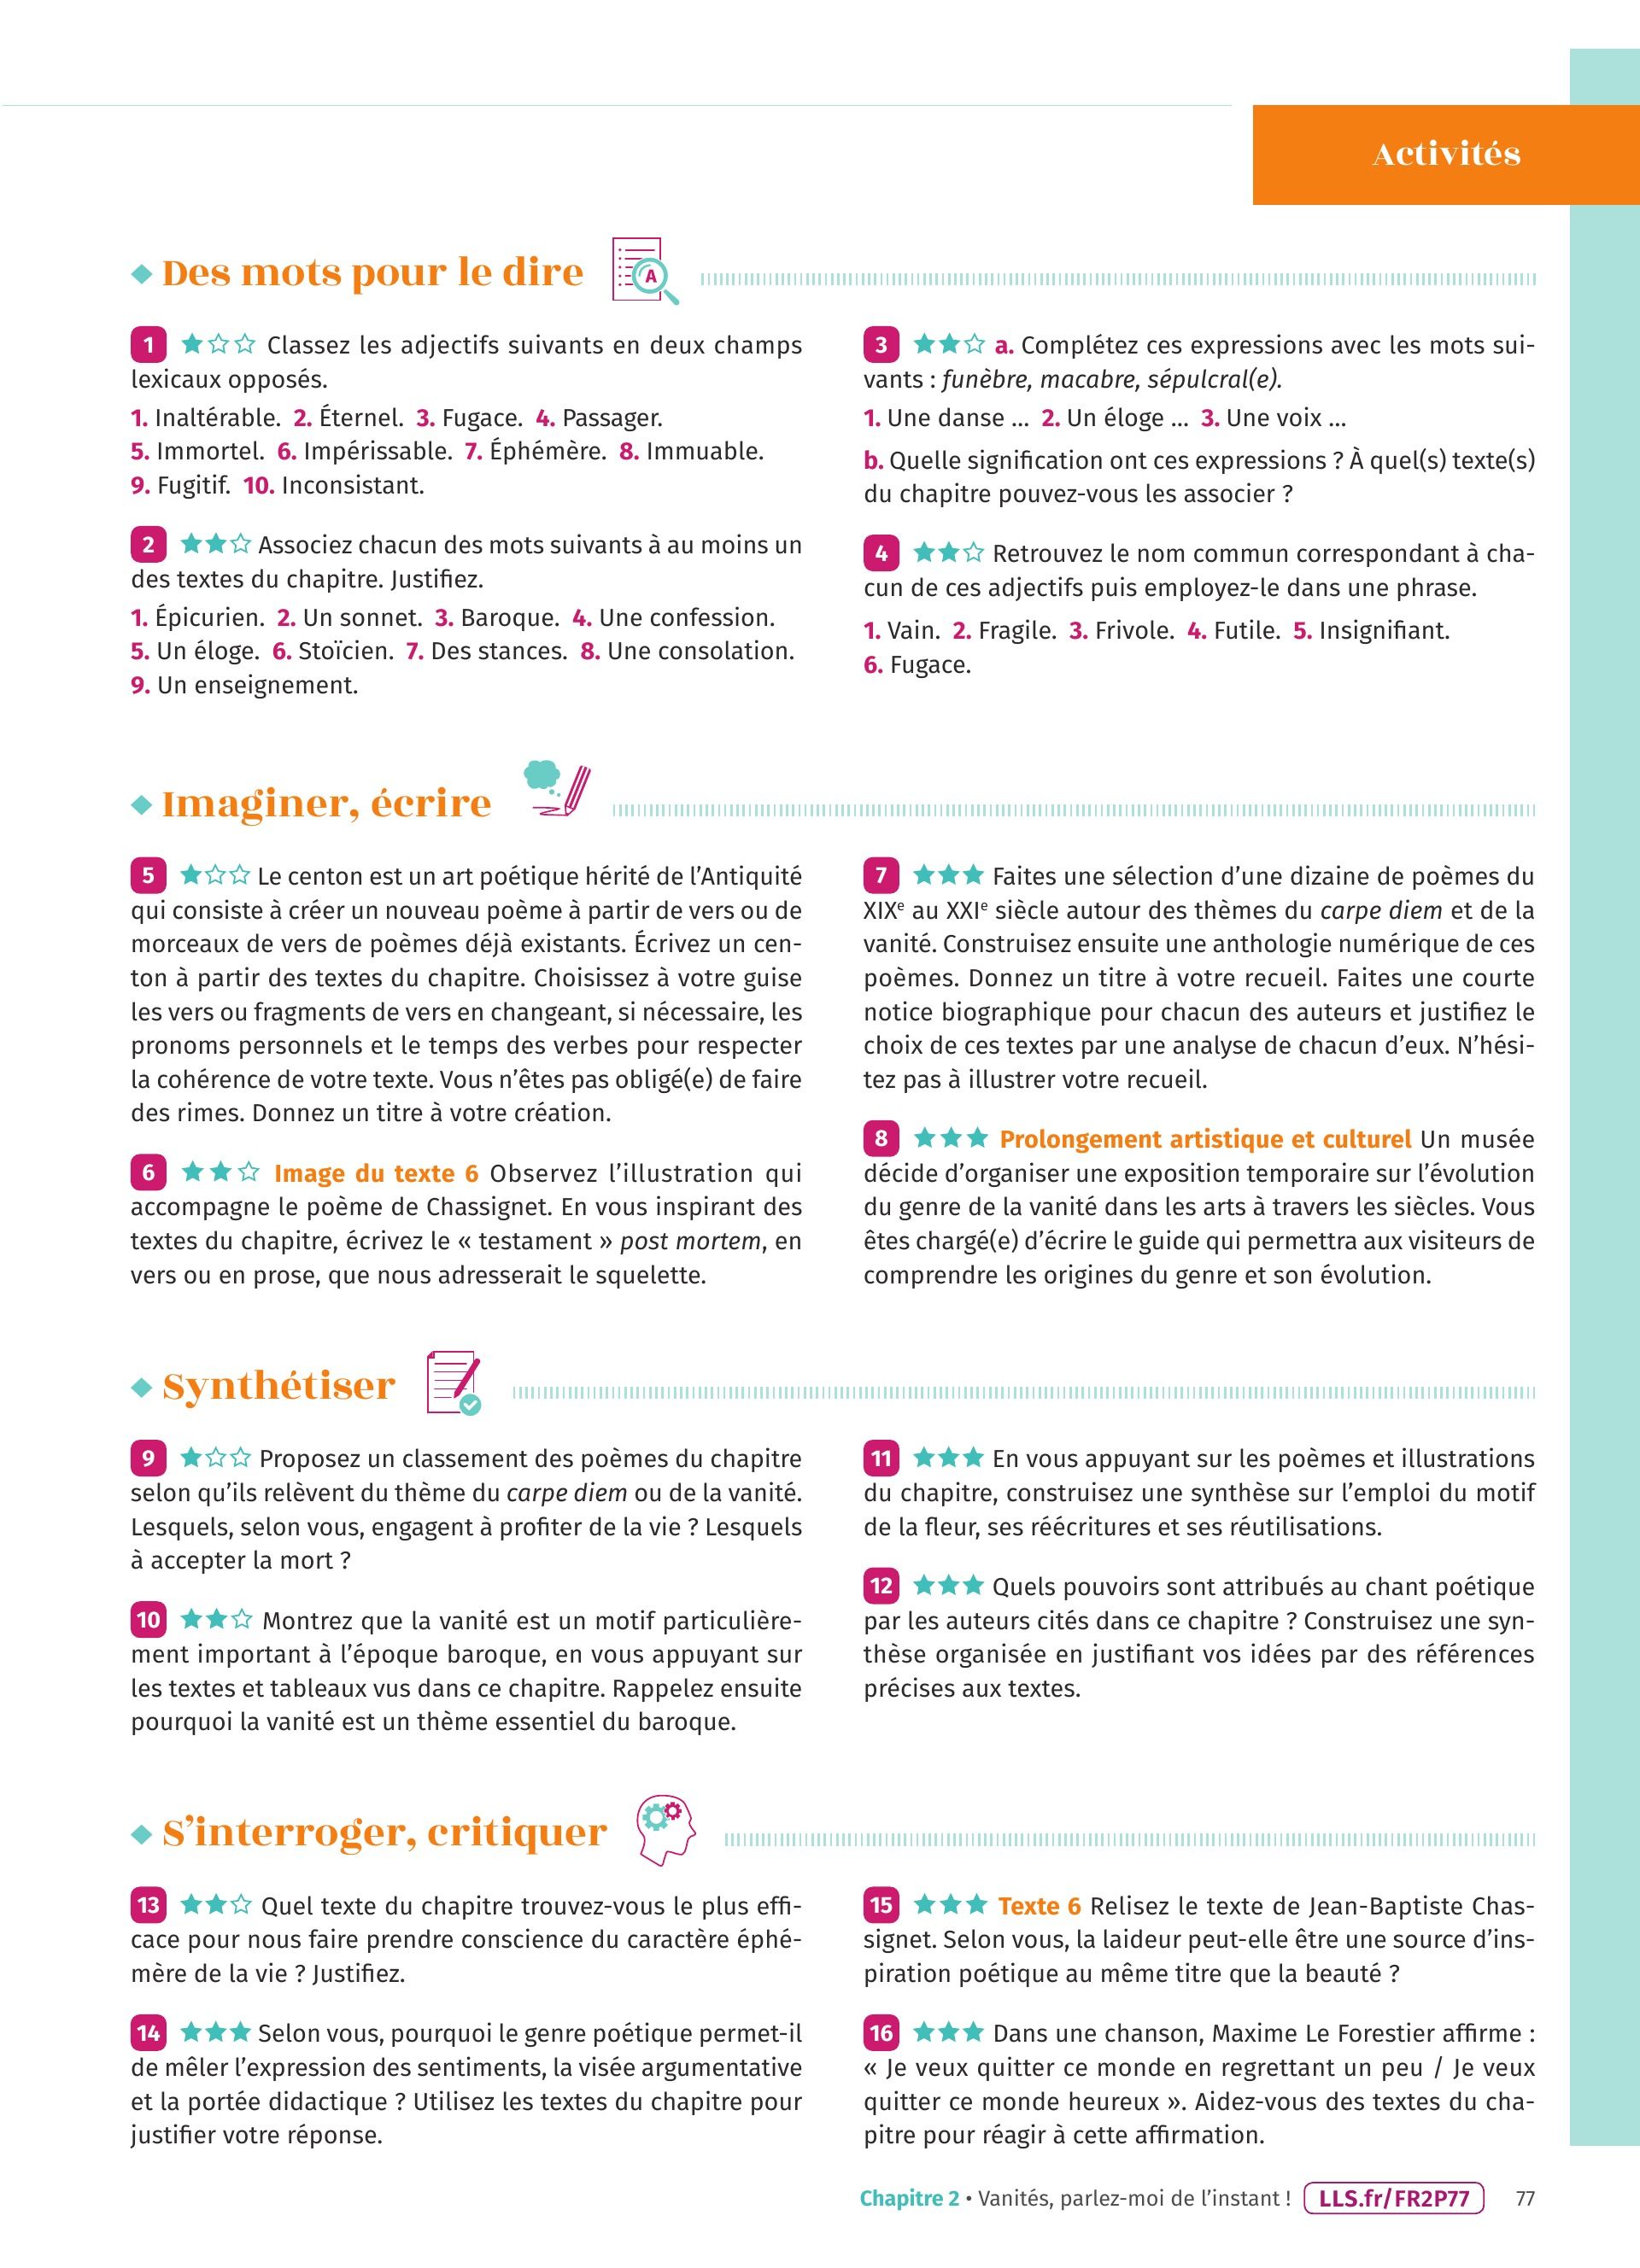 Activités
Des mots pour le dire
A
1 ★☆☆ Classez les adjectifs suivants en deux champs
lexicaux opposés.
1. Inaltérable. 2. Éternel. 3. Fugace. 4. Passager.
5. Immortel. 6. Impérissable. 7. Éphémère. 8. Immuable.
9. Fugitif. 10. Inconsistant.
2 ★★☆ Associez chacun des mots suivants à au moins un
des textes du chapitre. Justifiez.
1. Épicurien. 2. Un sonnet. 3. Baroque. 4. Une confession.
5. Un éloge. 6. Stoïcien. 7. Des stances. 8. Une consolation.
9. Un enseignement.
3 ★★☆ a. Complétez ces expressions avec les mots sui-
vants : funèbre, macabre, sépulcral(e).
1. Une danse ... 2. Un éloge ... 3. Une voix ...
b. Quelle signification ont ces expressions ? À quel(s) texte(s)
du chapitre pouvez-vous les associer ?
4 ★★☆ Retrouvez le nom commun correspondant à cha-
cun de ces adjectifs puis employez-le dans une phrase.
1. Vain. 2. Fragile. 3. Frivole. 4. Futile. 5. Insignifiant.
6. Fugace.
Imaginer, écrire
5 ★☆☆ Le centon est un art poétique hérité de l'Antiquité
qui consiste à créer un nouveau poème à partir de vers ou de
morceaux de vers de poèmes déjà existants. Écrivez un cen-
ton à partir des textes du chapitre. Choisissez à votre guise
les vers ou fragments de vers en changeant, si nécessaire, les
pronoms personnels et le temps des verbes pour respecter
la cohérence de votre texte. Vous n'êtes pas obligé(e) de faire
des rimes. Donnez un titre à votre création.
6 ★★☆ Image du texte 6 Observez l'illustration qui
accompagne le poème de Chassignet. En vous inspirant des
textes du chapitre, écrivez le « testament » post mortem, en
vers ou en prose, que nous adresserait le squelette.
7 ★★★ Faites une sélection d'une dizaine de poèmes du
XIXe au XXIe siècle autour des thèmes du carpe diem et de la
vanité. Construisez ensuite une anthologie numérique de ces
poèmes. Donnez un titre à votre recueil. Faites une courte
notice biographique pour chacun des auteurs et justifiez le
choix de ces textes par une analyse de chacun d'eux. N'hési-
tez pas à illustrer votre recueil.
8 ★★★ Prolongement artistique et culturel Un musée
décide d'organiser une exposition temporaire sur l'évolution
du genre de la vanité dans les arts à travers les siècles. Vous
êtes chargé(e) d'écrire le guide qui permettra aux visiteurs de
comprendre les origines du genre et son évolution.
Synthétiser
9 ★☆☆ Proposez un classement des poèmes du chapitre
selon qu'ils relèvent du thème du carpe diem ou de la vanité.
Lesquels, selon vous, engagent à profiter de la vie ? Lesquels
à accepter la mort ?
10 ★★☆ Montrez que la vanité est un motif particulière-
ment important à l'époque baroque, en vous appuyant sur
les textes et tableaux vus dans ce chapitre. Rappelez ensuite
pourquoi la vanité est un thème essentiel du baroque.
11 ★★★ En vous appuyant sur les poèmes et illustrations
du chapitre, construisez une synthèse sur l'emploi du motif
de la fleur, ses réécritures et ses réutilisations.
12 ★★★ Quels pouvoirs sont attribués au chant poétique
par les auteurs cités dans ce chapitre ? Construisez une syn-
thèse organisée en justifiant vos idées par des références
précises aux textes.
S'interroger, critiquer
13 ★★☆ Quel texte du chapitre trouvez-vous le plus effi-
cace pour nous faire prendre conscience du caractère éphé-
mère de la vie ? Justifiez.
14 ★★★ Selon vous, pourquoi le genre poétique permet-il
de mêler l'expression des sentiments, la visée argumentative
et la portée didactique ? Utilisez les textes du chapitre pour
justifier votre réponse.
15 ★★★ Texte 6 Relisez le texte de Jean-Baptiste Chas-
signet. Selon vous, la laideur peut-elle être une source d'ins-
piration poétique au même titre que la beauté ?
16 ★★★ Dans une chanson, Maxime Le Forestier affirme :
« Je veux quitter ce monde en regrettant un peu / Je veux
quitter ce monde heureux ». Aidez-vous des textes du cha-
pitre pour réagir à cette affirmation.
Chapitre 2 • Vanités, parlez-moi de l'instant ! LLS.fr/FR2P77 77